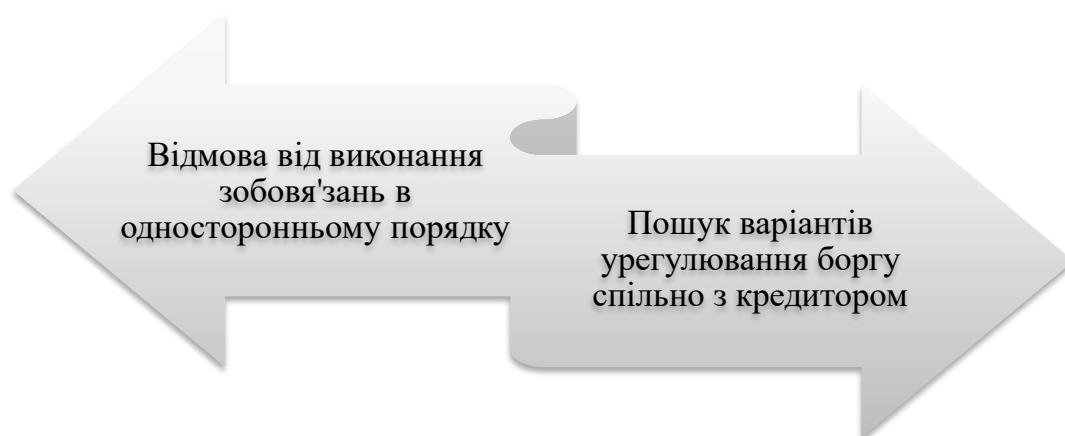 Відмова від виконання
зобовя'зань в
односторонньому порядку
Пошук варіантів
урегулювання боргу
спільно з кредитором